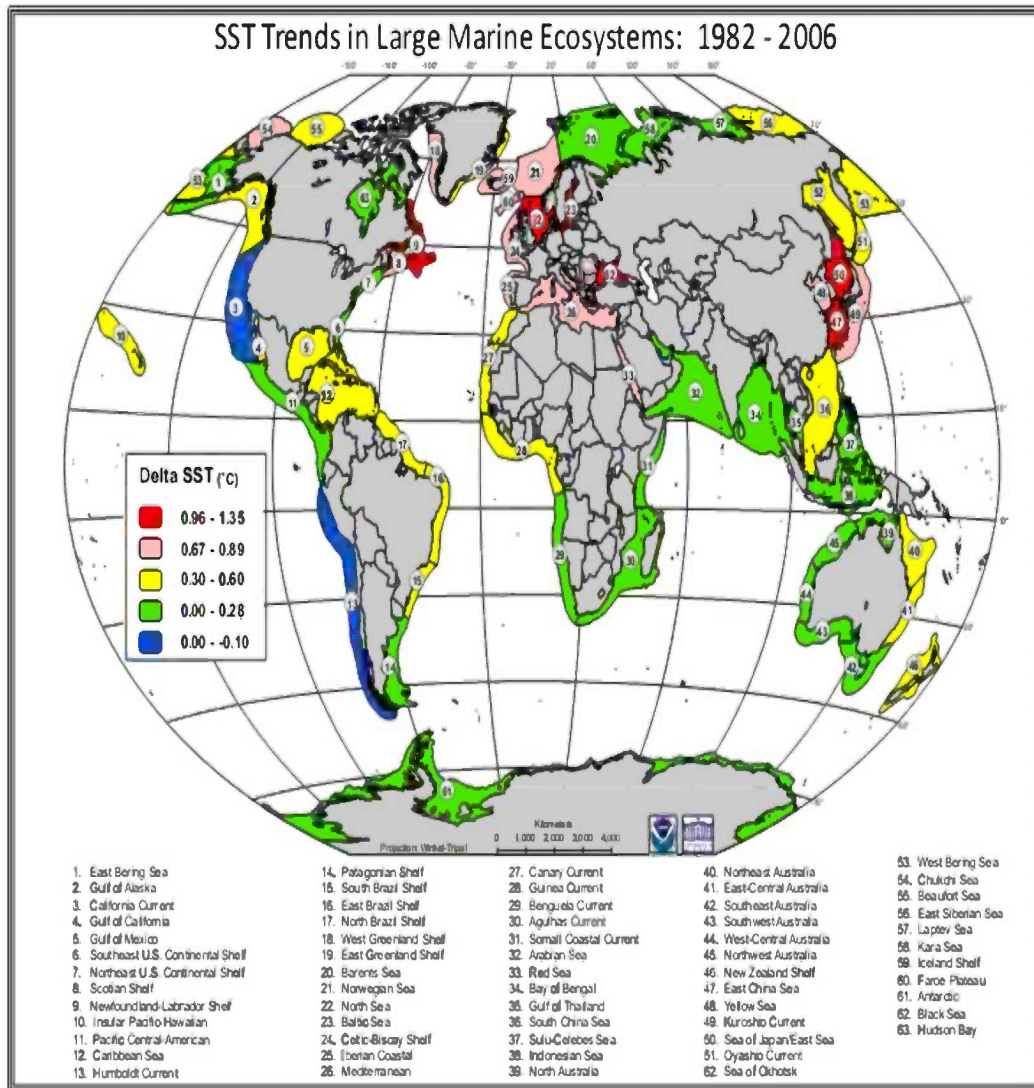 SST Trends in Large Marine Ecosystems: 1982 - 2006
Delta SST (°C)
0.96 - 1.35
0.67 - 0.89
0.30 - 0.60
0.00 - 0.28
0.00 - -0.10
Kilometers
0 1,000 2,000 3,000 4,000
Projection: Winkel-Tripel
1. East Bering Sea
2. Gulf of Alaska
3. California Current
4. Gulf of California
5. Gulf of Mexico
6. Southeast U.S. Continental Shelf
7. Northeast U.S. Continental Shelf
8. Scotian Shelf
9. Newfoundland-Labrador Shelf
10. Insular Pacific-Hawaiian
11. Pacific Central-American
12. Caribbean Sea
13. Humboldt Current
14. Patagonian Shelf
15. South Brazil Shelf
16. East Brazil Shelf
17. North Brazil Shelf
18. West Greenland Shelf
19. East Greenland Shelf
20. Barents Sea
21. Norwegian Sea
22. North Sea
23. Baltic Sea
24. Celtic-Biscay Shelf
25. Iberian Coastal
26. Mediterranean
27. Canary Current
28. Guinea Current
29. Benguela Current
30. Agulhas Current
31. Somali Coastal Current
32. Arabian Sea
33. Red Sea
34. Bay of Bengal
35. Gulf of Thailand
36. South China Sea
37. Sulu-Celebes Sea
38. Indonesian Sea
39. North Australia
40. Northeast Australia
41. East-Central Australia
42. Southeast Australia
43. Southwest Australia
44. West-Central Australia
45. Northwest Australia
46. New Zealand Shelf
47. East China Sea
48. Yellow Sea
49. Kuroshio Current
50. Sea of Japan/East Sea
51. Oyashio Current
52. Sea of Okhotsk
53. West Bering Sea
54. Chukchi Sea
55. Beaufort Sea
56. East Siberian Sea
57. Laptev Sea
58. Kara Sea
59. Iceland Shelf
60. Faroe Plateau
61. Antarctic
62. Black Sea
63. Hudson Bay